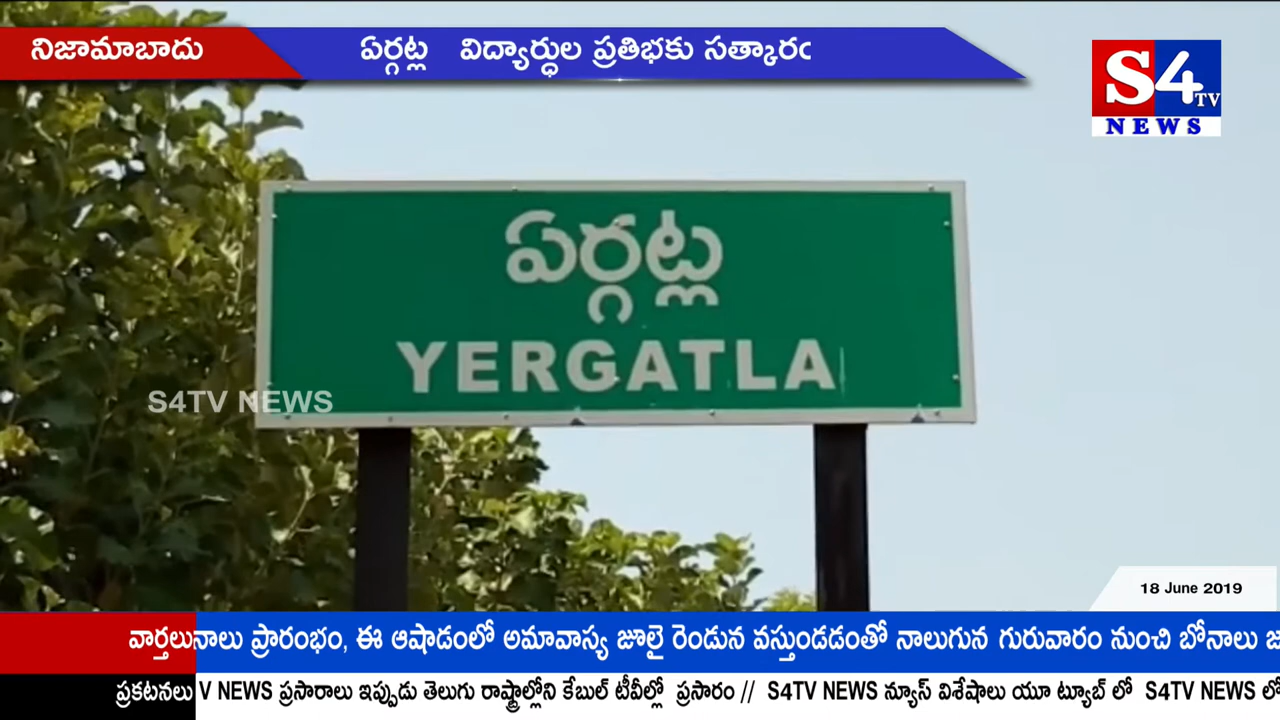 నిజామాబాదు
ఏర్గట్ల విద్యార్ధుల ప్రతిభకు సత్కారం
S4
TV
NEWS
ఏర్గట్ల
YERGATLA
S4TV NEWS
18 June 2019
వార్తలు
నాలు ప్రారంభం, ఈ ఆషాడంలో అమావాస్య జూలై రెండున వస్తుండడంతో నాలుగున గురువారం నుంచి బోనాలు
ప్రకటనలు
V NEWS ప్రసారాలు ఇప్పుడు తెలుగు రాష్ట్రాల్లోని కేబుల్ టీవీల్లో ప్రసారం // S4TV NEWS న్యూస్ విశేషాలు యూ ట్యూబ్ లో S4TV NEWS లో